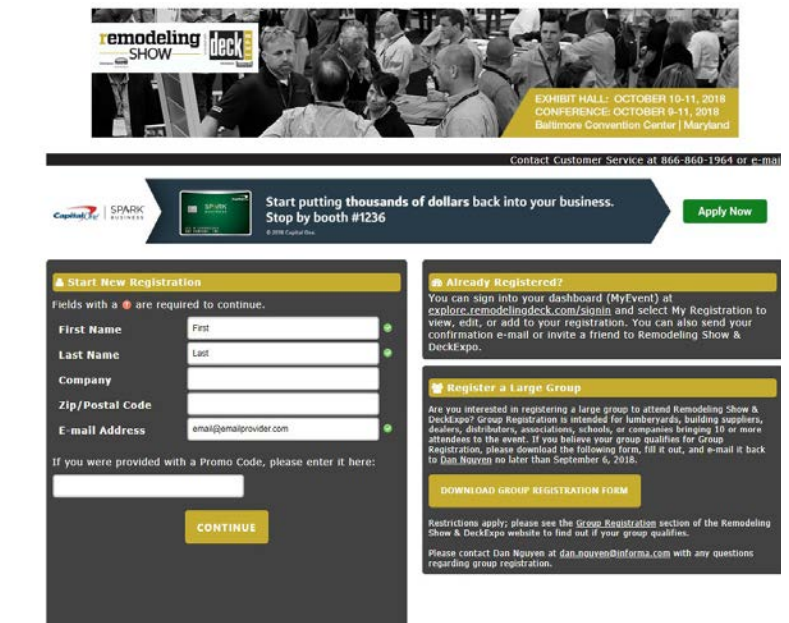 remodeling
SHOW
deck
EXPO
EXHIBIT HALL: OCTOBER 10-11, 2018
CONFERENCE: OCTOBER 9-11, 2018
Baltimore Convention Center | Maryland
Contact Customer Service at 866-860-1964 or e-mai
Capital One | SPARK BUSINESS
SPARK
Start putting thousands of dollars back into your business.
Stop by booth #1236
© 2018 Capital One.
Apply Now
Start New Registration
Fields with a are required to continue.
First Name First
Last Name Last
Company
Zip/Postal Code
E-mail Address email@emailprovider.com
If you were provided with a Promo Code, please enter it here:
CONTINUE
Already Registered?
You can sign into your dashboard (MyEvent) at
explore.remodelingdeck.com/signin and select My Registration to
view, edit, or add to your registration. You can also send your
confirmation e-mail or invite a friend to Remodeling Show &
DeckExpo.
Register a Large Group
Are you interested in registering a large group to attend Remodeling Show &
DeckExpo? Group Registration is intended for lumberyards, building suppliers,
dealers, distributors, associations, schools, or companies bringing 10 or more
attendees to the event. If you believe your group qualifies for Group
Registration, please download the following form, fill it out, and e-mail it back
to Dan Nguyen no later than September 6, 2018.
DOWNLOAD GROUP REGISTRATION FORM
Restrictions apply; please see the Group Registration section of the Remodeling
Show & DeckExpo website to find out if your group qualifies.
Please contact Dan Nguyen at dan.nguyen@informa.com with any questions
regarding group registration.